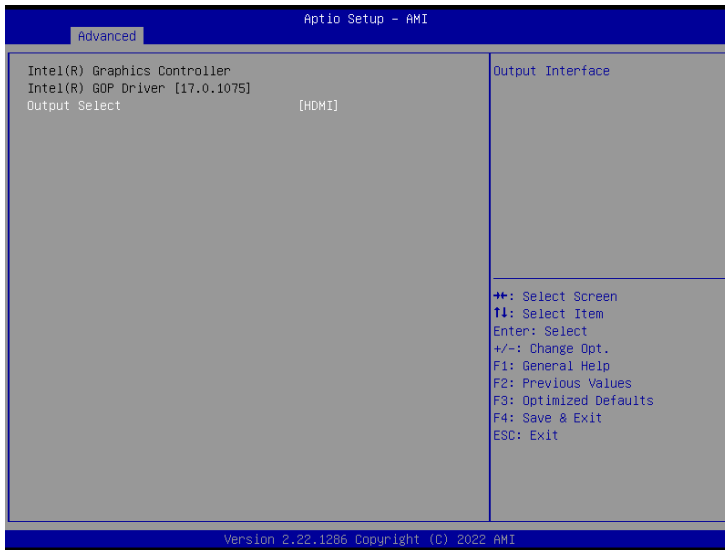 Aptio Setup - AMI
Advanced
Intel(R) Graphics Controller
Intel(R) GOP Driver [17.0.1075]
Output Select [HDMI]
Output Interface
→←: Select Screen
↑↓: Select Item
Enter: Select
+/-: Change Opt.
F1: General Help
F2: Previous Values
F3: Optimized Defaults
F4: Save & Exit
ESC: Exit
Version 2.22.1286 Copyright (C) 2022 AMI